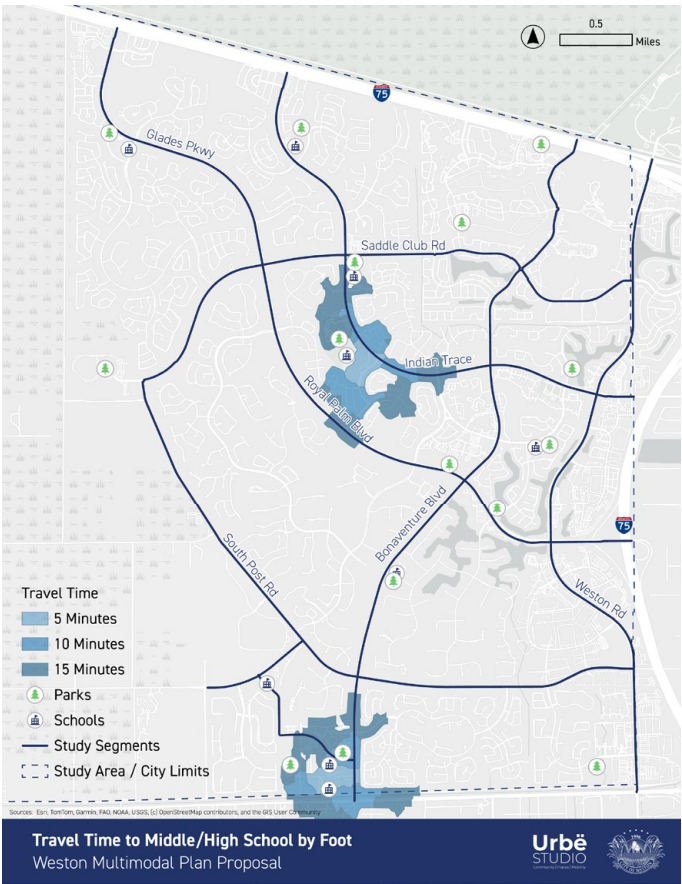 0.5
Miles
75
Glades Pkwy
Saddle Club Rd
Indian Trace
Royal Palm Blvd
Bonaventure Blvd
75
South Post Rd
Weston Rd
Travel Time
5 Minutes
10 Minutes
15 Minutes
Parks
Schools
Study Segments
Study Area / City Limits
Sources: Esri, TomTom, Garmin, FAO, NOAA, USGS, (c) OpenStreetMap contributors, and the GIS User Community
Travel Time to Middle/High School by Foot
Weston Multimodal Plan Proposal
Urbë
STUDIO